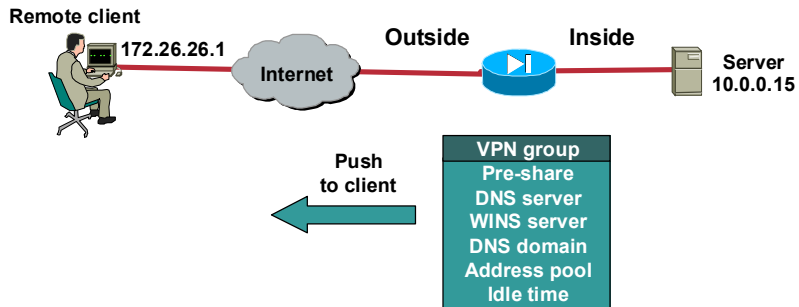 Remote client
172.26.26.1
Internet
Outside
Inside
Server
10.0.0.15
Push
to client
VPN group
Pre-share
DNS server
WINS server
DNS domain
Address pool
Idle time